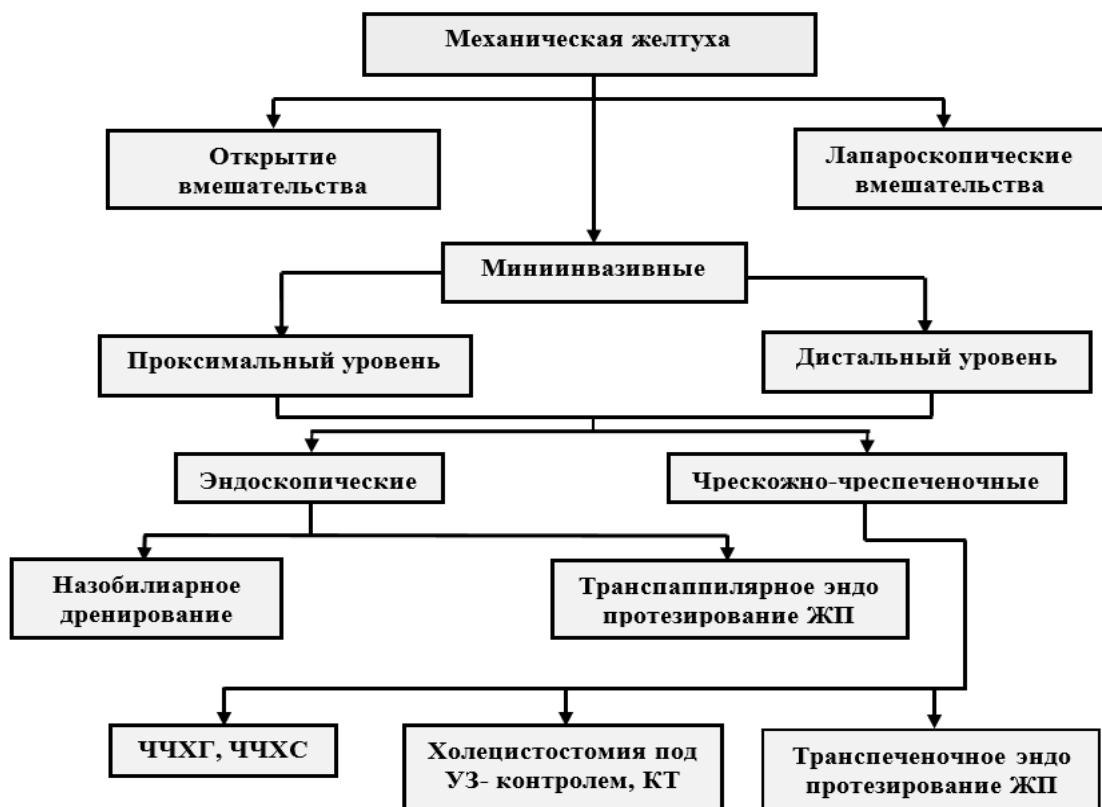 Механическая желтуха
Открытие
вмешательства
Лапароскопические
вмешательства
Миниинвазивные
Проксимальный уровень
Дистальный уровень
Эндоскопические
Чрескожно-чреспеченочные
Назобилиарное
дренирование
Транспаппилярное эндо
протезирование ЖП
ЧЧХГ, ЧЧХС
Холецистостомия под
УЗ- контролем, КТ
Транспеченочное эндо
протезирование ЖП